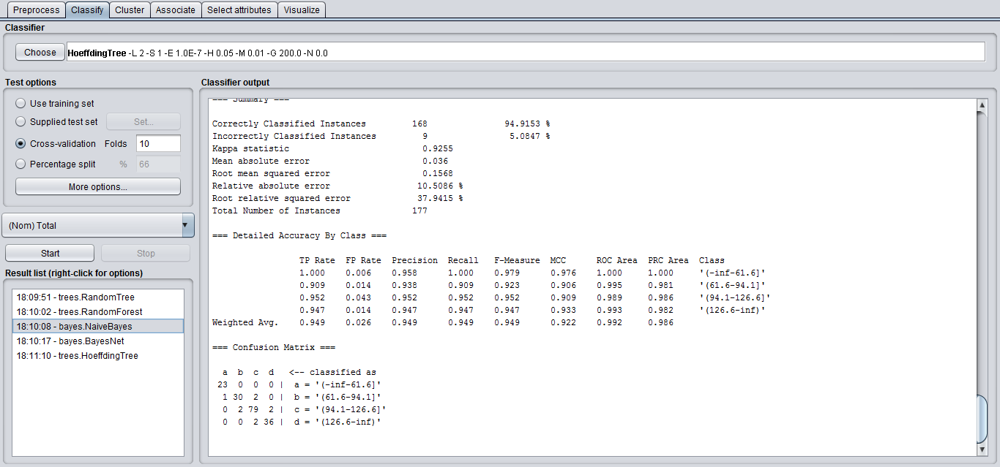 Preprocess Classify Cluster Associate Select attributes Visualize
Classifier
Choose HoeffdingTree -L 2 -S 1 -E 1.0E-7 -H 0.05 -M 0.01 -G 200.0 -N 0.0
Test options
Use training set
Supplied test set Set...
Cross-validation Folds 10
Percentage split % 66
More options...
(Nom) Total
Start Stop
Result list (right-click for options)
18:09:51 - trees.RandomTree
18:10:02 - trees.RandomForest
18:10:08 - bayes.NaiveBayes
18:10:17 - bayes.BayesNet
18:11:10 - trees.HoeffdingTree
Classifier output
=== Summary ===
Correctly Classified Instances 168 94.9153 %
Incorrectly Classified Instances 9 5.0847 %
Kappa statistic 0.9255
Mean absolute error 0.036
Root mean squared error 0.1568
Relative absolute error 10.5086 %
Root relative squared error 37.9415 %
Total Number of Instances 177
=== Detailed Accuracy By Class ===
TP Rate FP Rate Precision Recall F-Measure MCC ROC Area PRC Area Class
1.000 0.006 0.958 1.000 0.979 0.976 1.000 1.000 '(-inf-61.6]'
0.909 0.014 0.938 0.909 0.923 0.906 0.995 0.981 '(61.6-94.1]'
0.952 0.043 0.952 0.952 0.952 0.909 0.989 0.986 '(94.1-126.6]'
0.947 0.014 0.947 0.947 0.947 0.933 0.993 0.982 '(126.6-inf)'
Weighted Avg. 0.949 0.026 0.949 0.949 0.949 0.922 0.992 0.986
=== Confusion Matrix ===
a b c d <-- classified as
23 0 0 0 | a = '(-inf-61.6]'
1 30 2 0 | b = '(61.6-94.1]'
0 2 79 2 | c = '(94.1-126.6]'
0 0 2 36 | d = '(126.6-inf)'